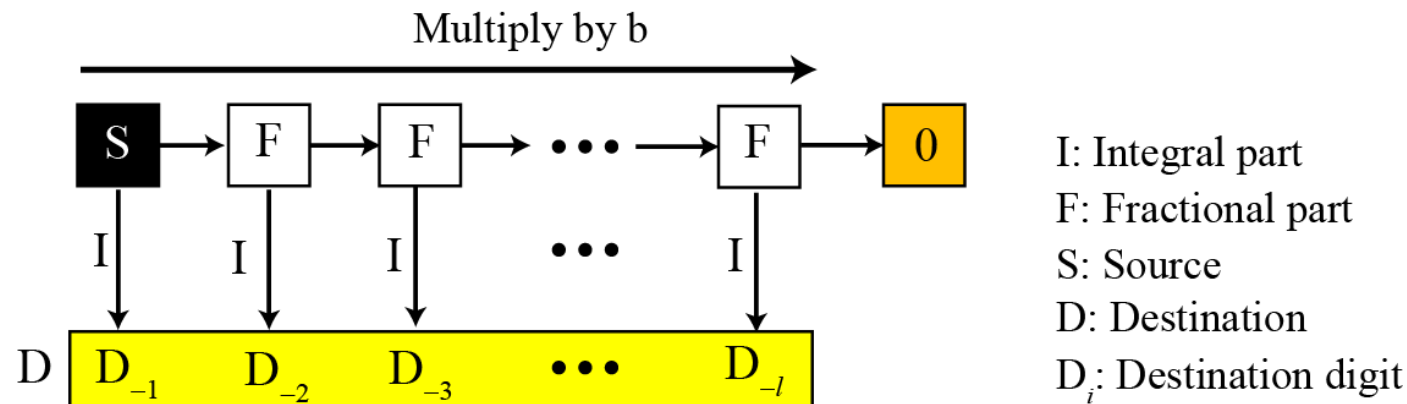 Multiply by b
S F F ••• F 0
I I I ••• I
D D₋₁ D₋₂ D₋₃ ••• D₋ₗ
I: Integral part
F: Fractional part
S: Source
D: Destination
Dᵢ: Destination digit